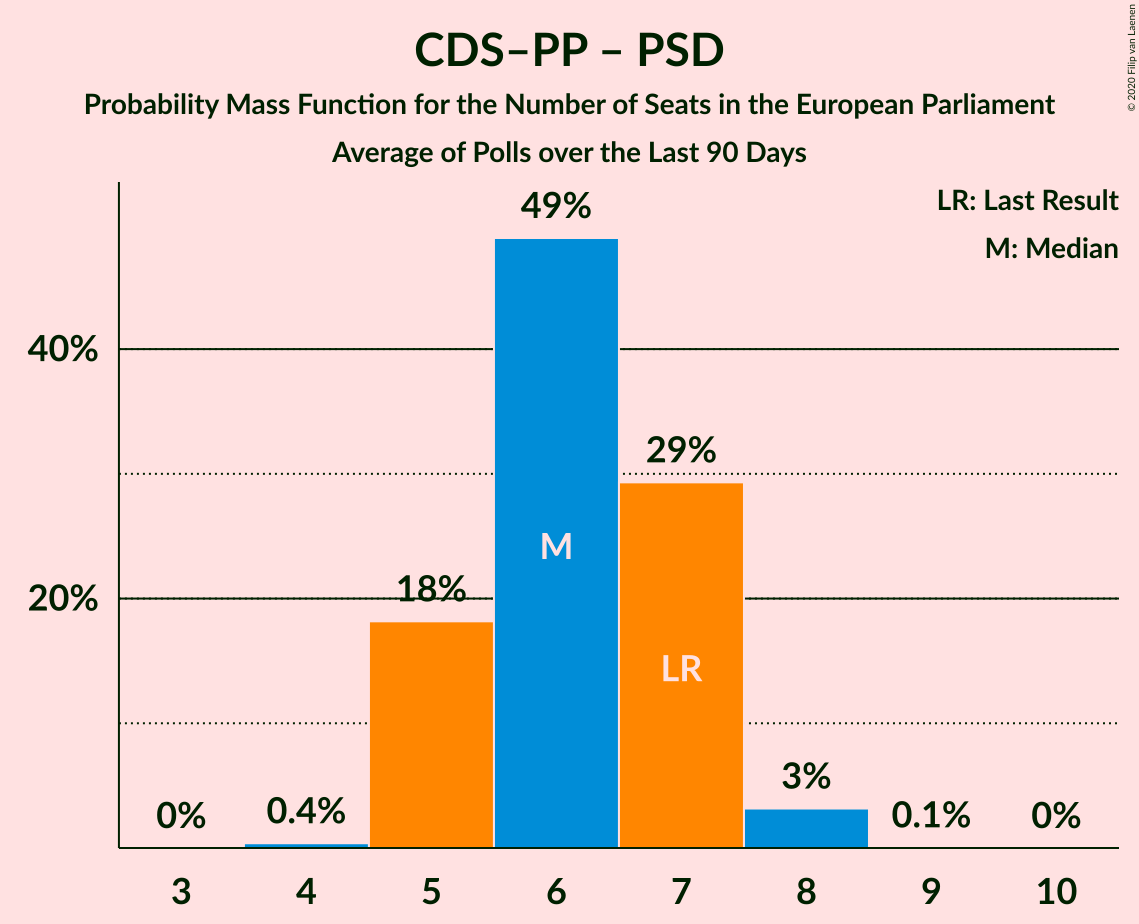 CDS–PP – PSD
Probability Mass Function for the Number of Seats in the European Parliament
Average of Polls over the Last 90 Days
© 2020 Filip van Laenen
LR: Last Result
M: Median
49%
40%
29%
M
18%
20%
LR
3%
0%
0.4%
0.1%
0%
3 4 5 6 7 8 9 10